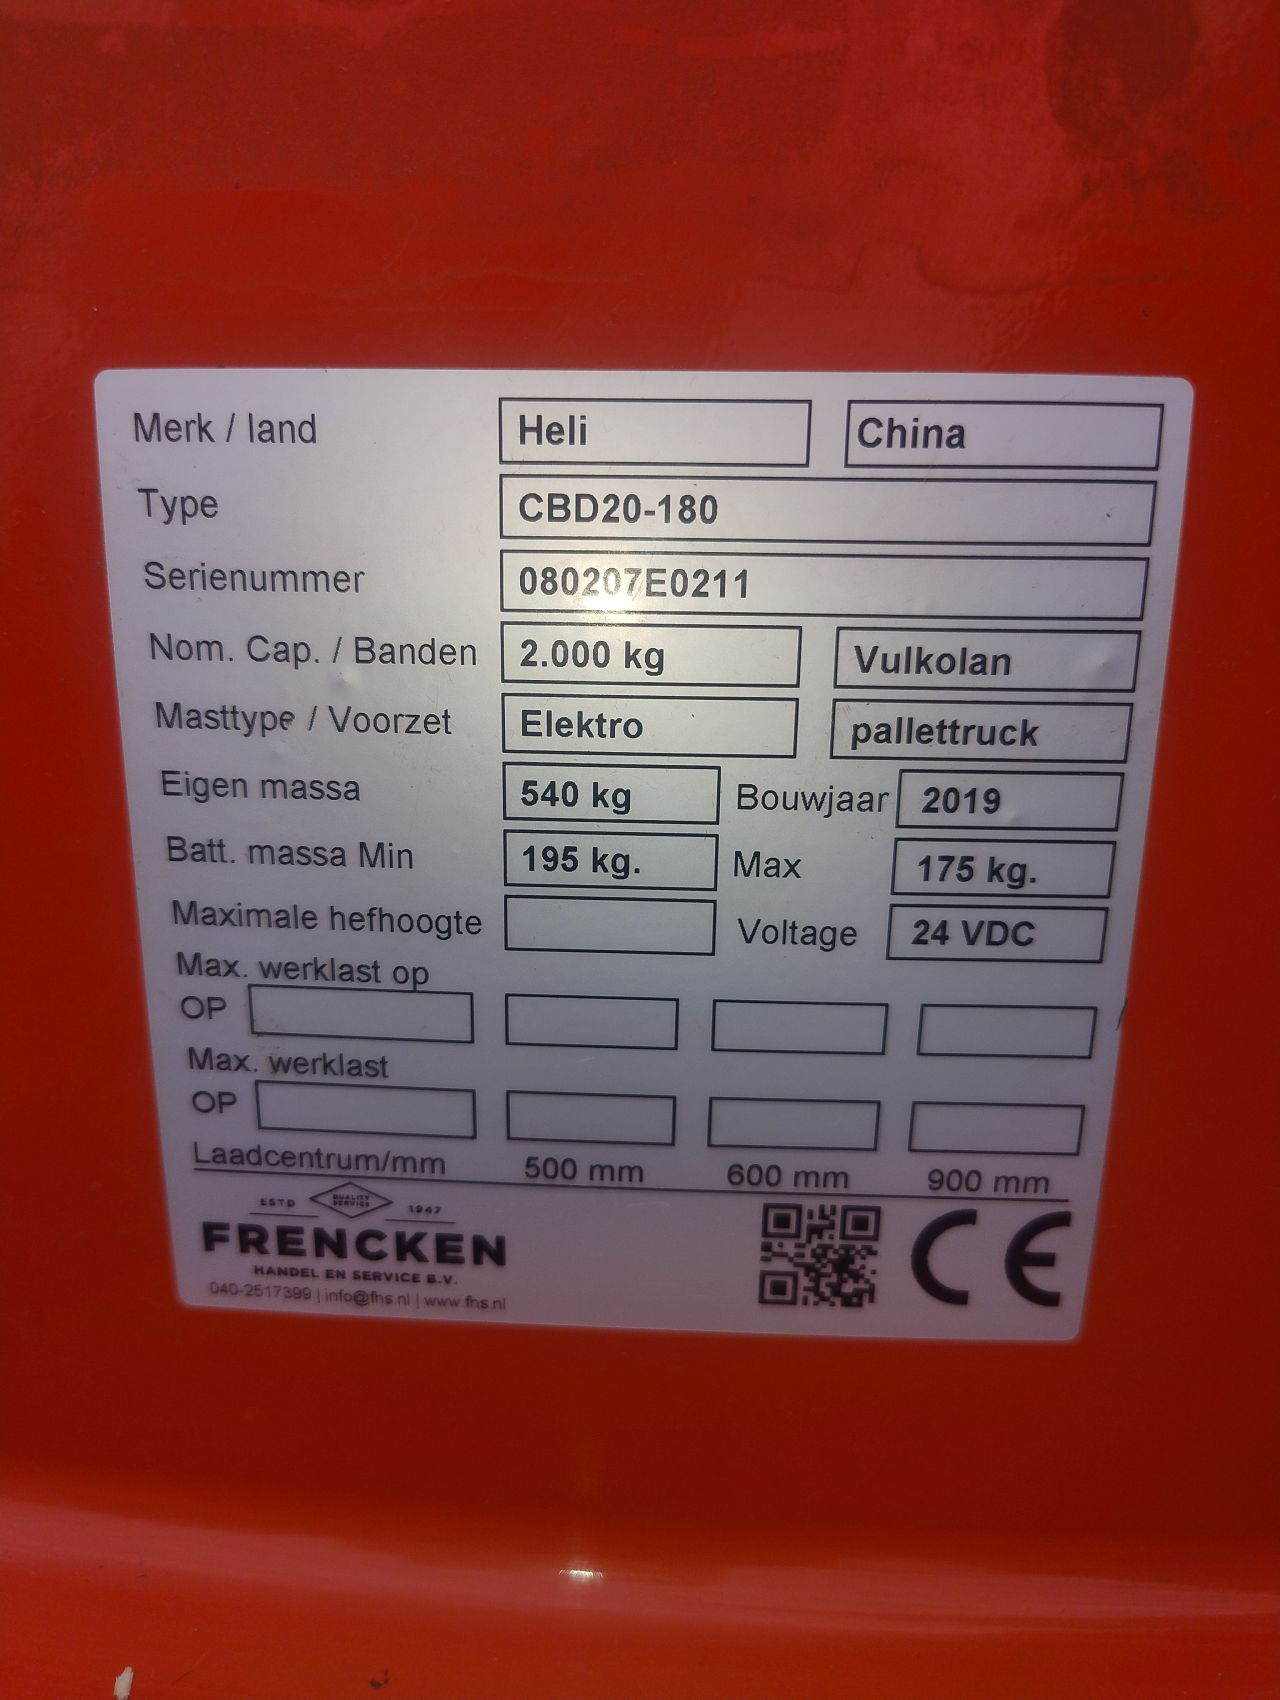 Merk / land Heli China
Type CBD20-180
Serienummer 080207E0211
Nom. Cap. / Banden 2.000 kg Vulkolan
Masttype / Voorzet Elektro pallettruck
Eigen massa 540 kg Bouwjaar 2019
Batt. massa Min 195 kg. Max 175 kg.
Maximale hefhoogte Voltage 24 VDC
Max. werklast op
OP
Max. werklast
OP
Laadcentrum/mm 500 mm 600 mm 900 mm
ESTD QUALITY SERVICE 1947
FRENCKEN
HANDEL EN SERVICE B.V.
040-2517399 | info@fhs.nl | www.fhs.nl
CE